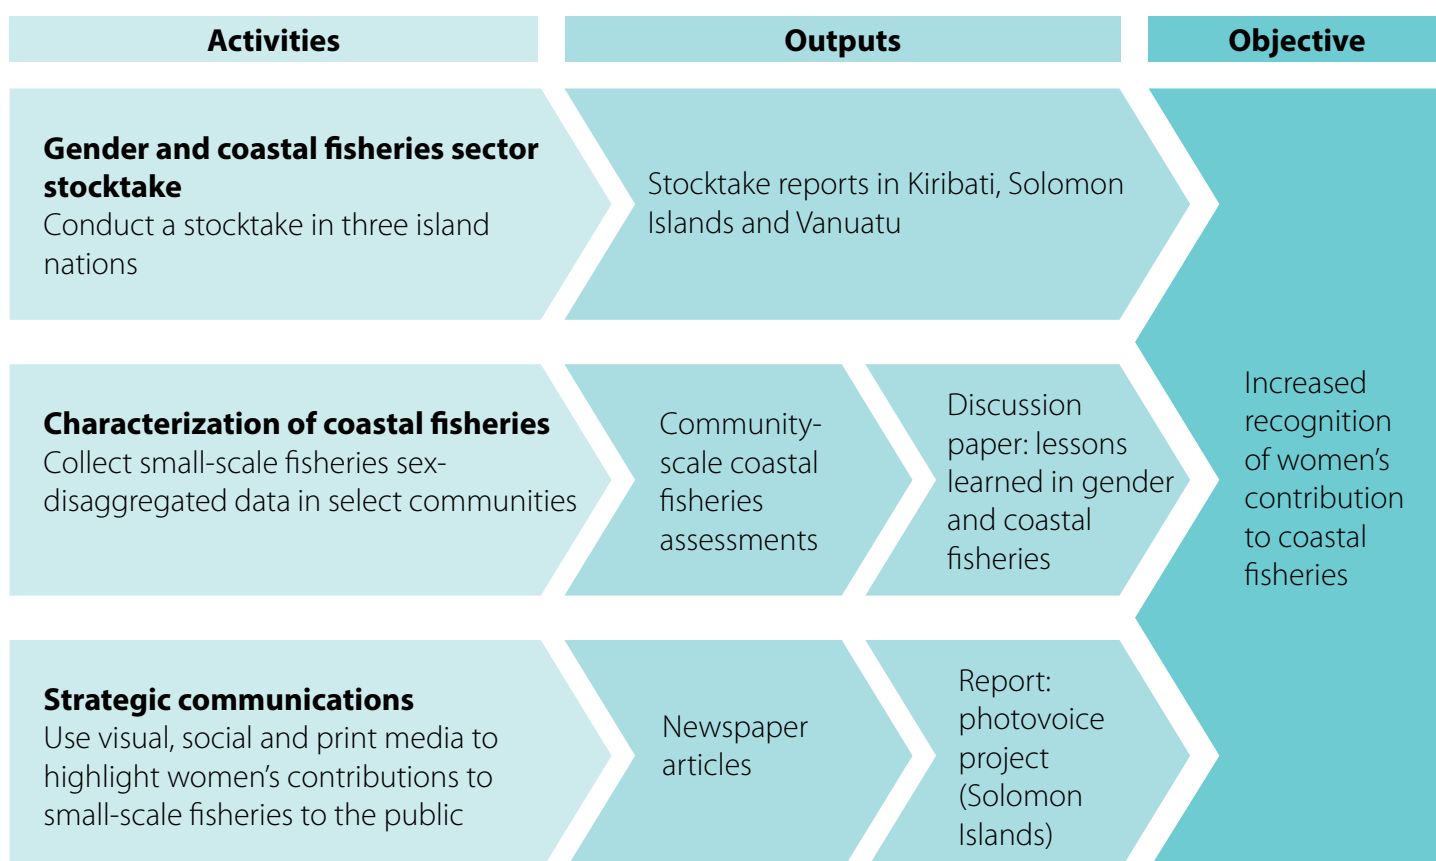 Activities
Outputs
Objective
Gender and coastal fisheries sector
stocktake
Conduct a stocktake in three island
nations
Stocktake reports in Kiribati, Solomon
Islands and Vanuatu
Characterization of coastal fisheries
Collect small-scale fisheries sex-
disaggregated data in select communities
Community-
scale coastal
fisheries
assessments
Discussion
paper: lessons
learned in gender
and coastal
fisheries
Strategic communications
Use visual, social and print media to
highlight women’s contributions to
small-scale fisheries to the public
Newspaper
articles
Report:
photovoice
project
(Solomon
Islands)
Increased
recognition
of women’s
contribution
to coastal
fisheries